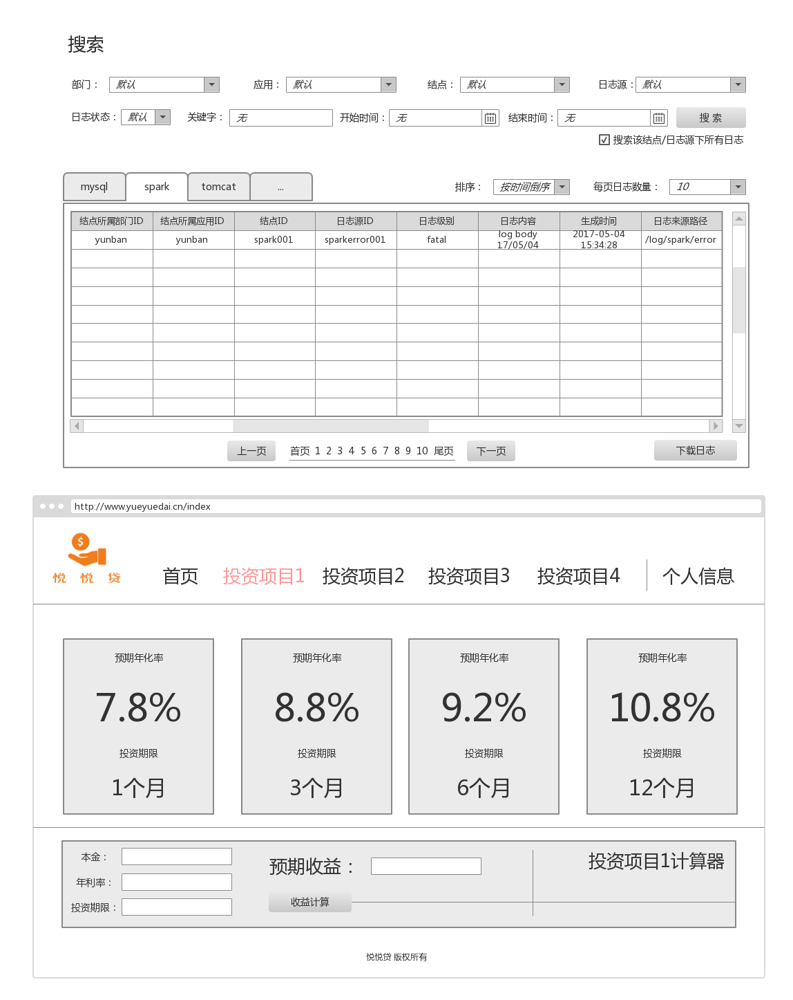 搜索
部门： 默认 应用： 默认 结点： 默认 日志源： 默认
日志状态： 默认 关键字： 无 开始时间： 无 结束时间： 无 搜 索
搜索该结点/日志源下所有日志
mysql spark tomcat ... 排序： 按时间倒序 每页日志数量： 10
结点所属部门ID 结点所属应用ID 结点ID 日志源ID 日志级别 日志内容 生成时间 日志来源路径
yunban yunban spark001 sparkerror001 fatal log body 17/05/04 2017-05-04 15:34:28 /log/spark/error
上一页 首页 1 2 3 4 5 6 7 8 9 10 尾页 下一页 下载日志
http://www.yueyuedai.cn/index
$
悦 悦 贷
首页 投资项目1 投资项目2 投资项目3 投资项目4 个人信息
预期年化率 预期年化率 预期年化率 预期年化率
7.8% 8.8% 9.2% 10.8%
投资期限 投资期限 投资期限 投资期限
1个月 3个月 6个月 12个月
本金： 预期收益： 投资项目1计算器
年利率：
投资期限： 收益计算
悦悦贷 版权所有